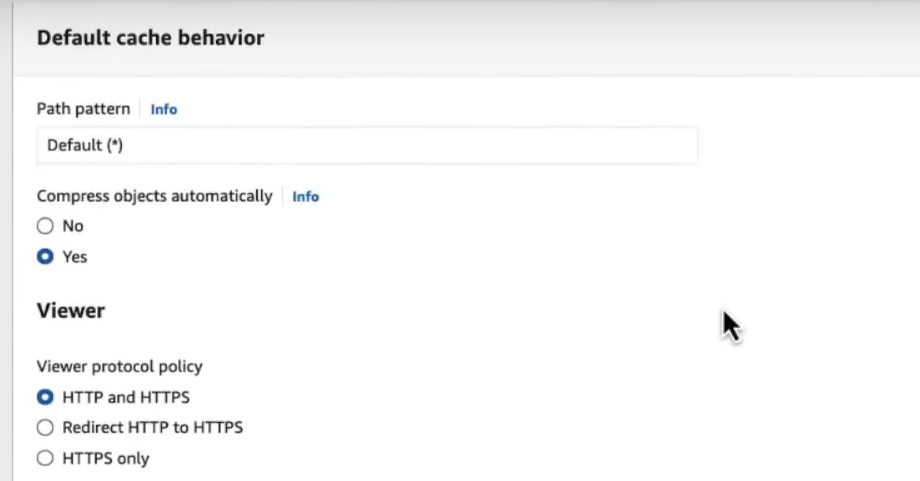 Default cache behavior
Path pattern Info
Default (*)
Compress objects automatically Info
No
Yes
Viewer
Viewer protocol policy
HTTP and HTTPS
Redirect HTTP to HTTPS
HTTPS only